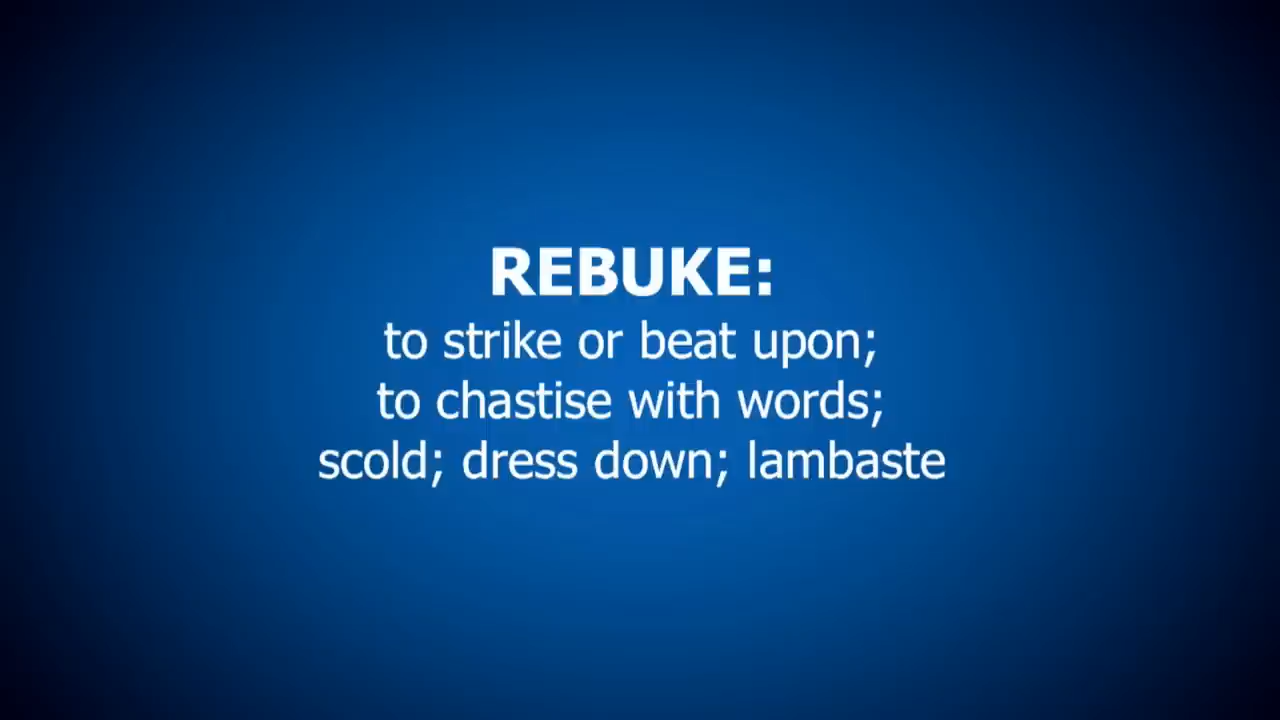 REBUKE:
to strike or beat upon;
to chastise with words;
scold; dress down; lambaste